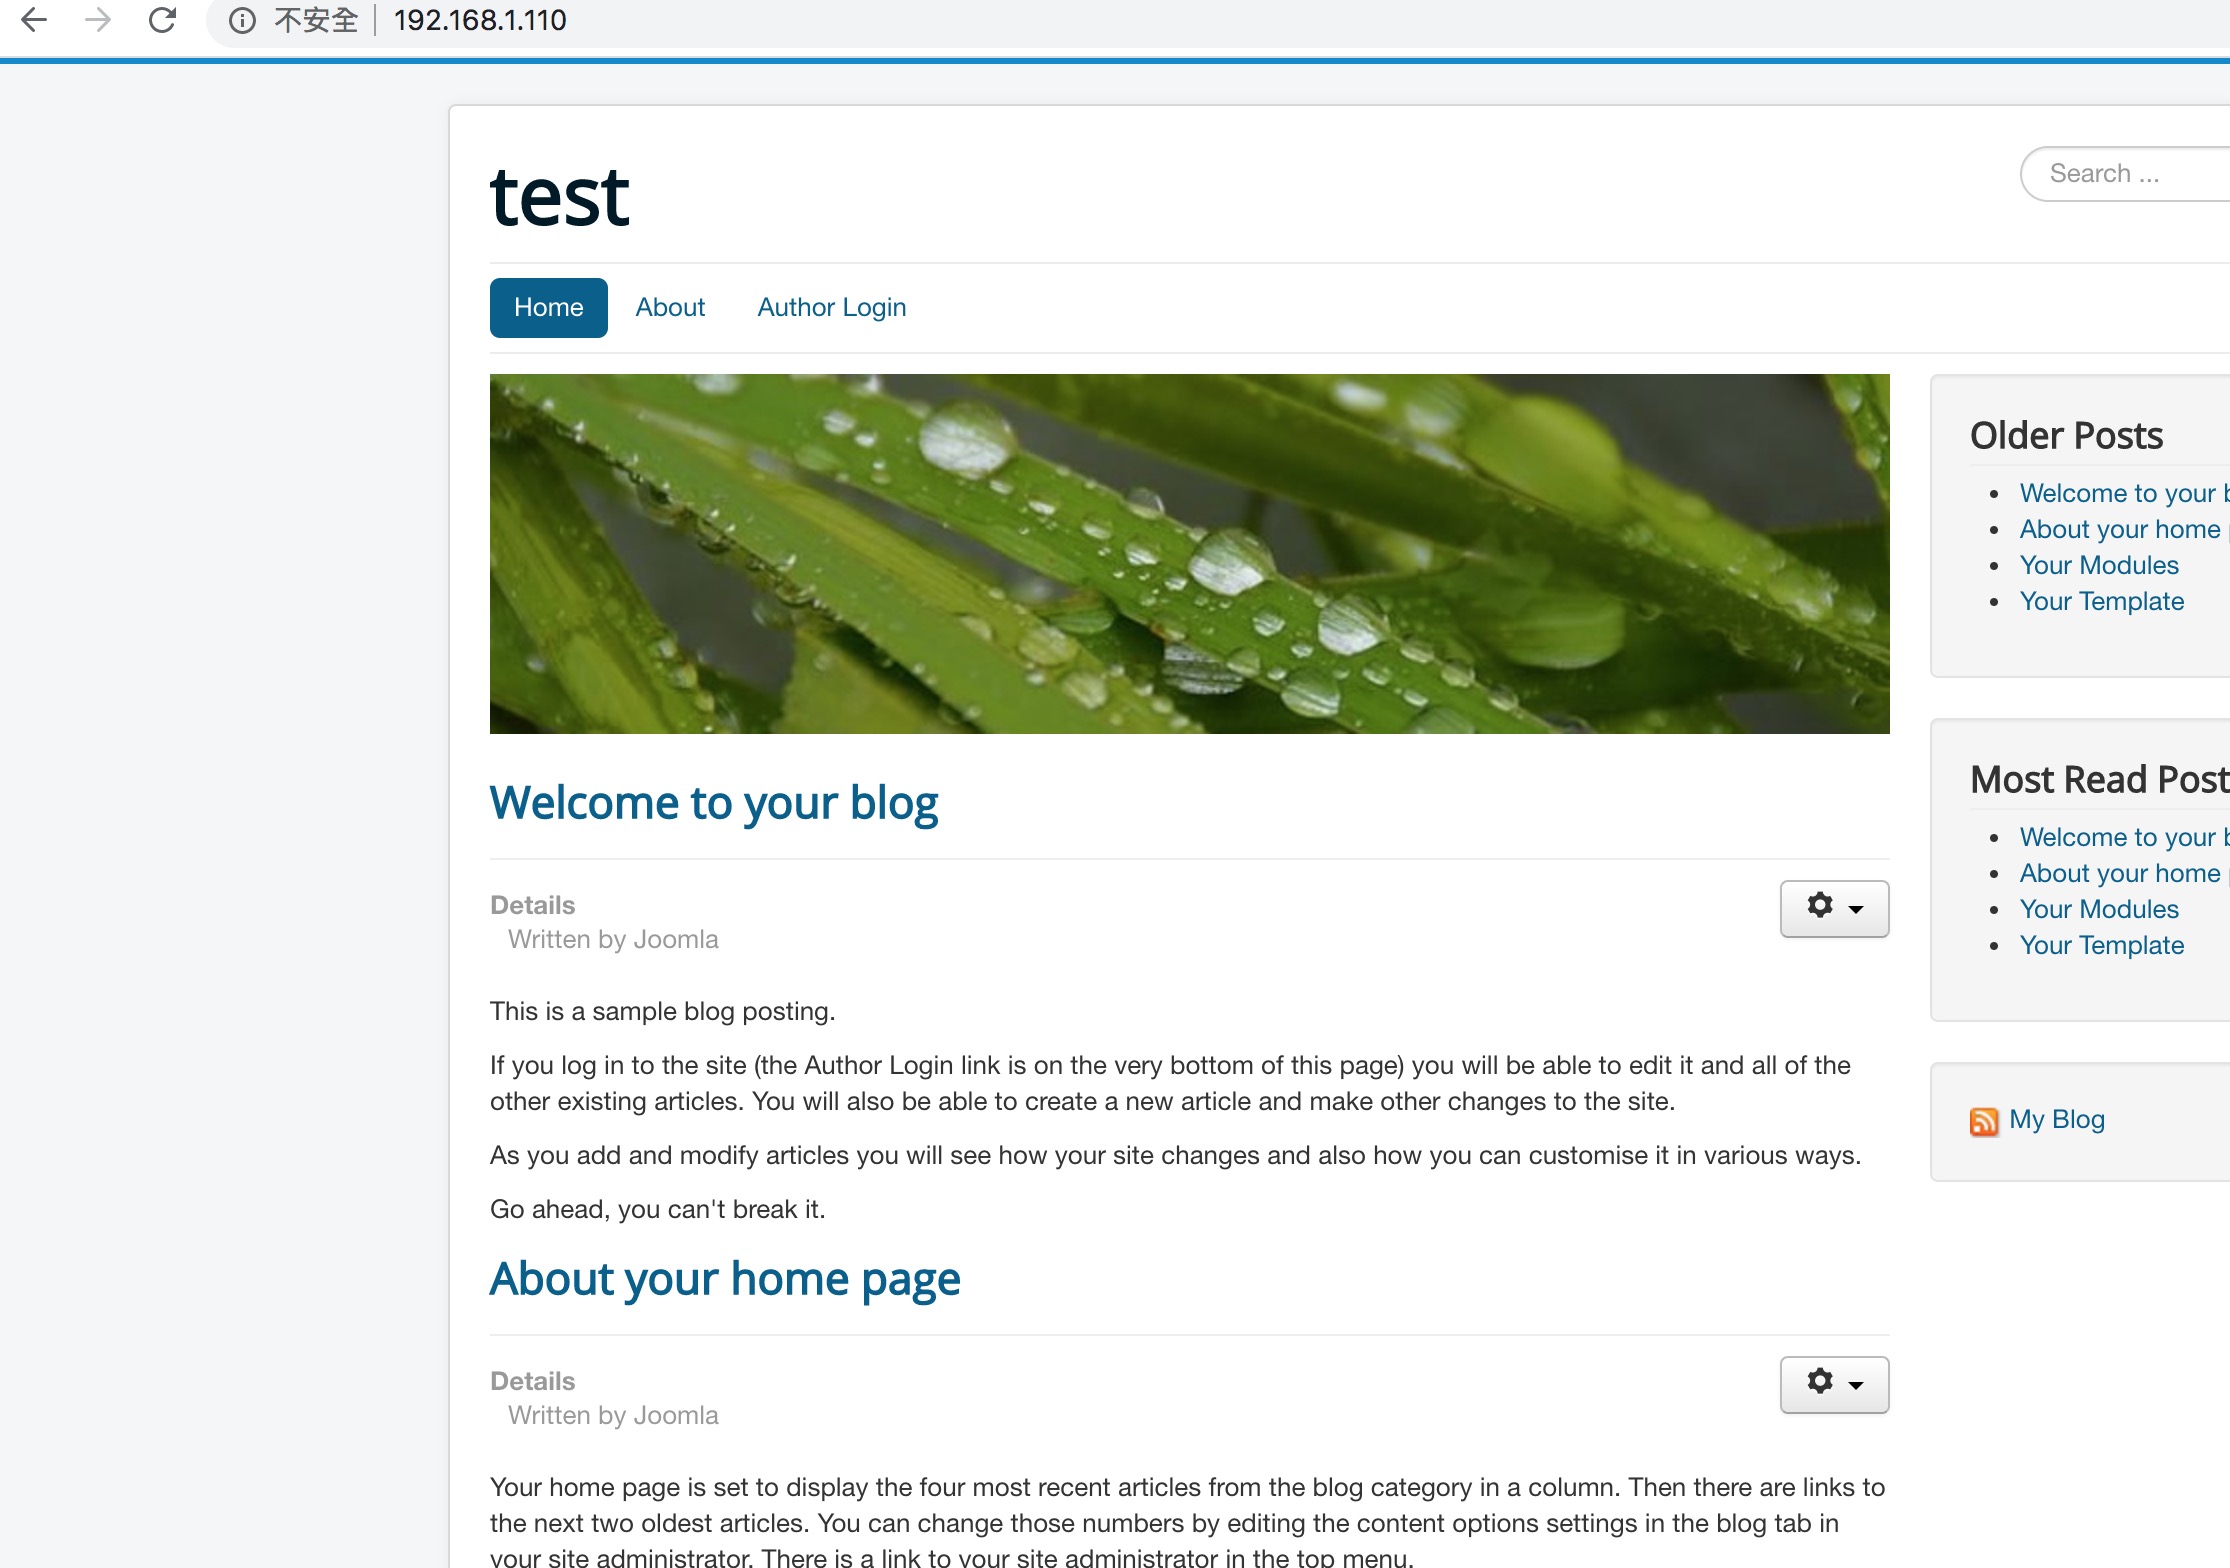 不安全 192.168.1.110
test
Search ...
Home About Author Login
Older Posts
Welcome to your
About your home
Your Modules
Your Template
Welcome to your blog
Most Read Post
Welcome to your
About your home
Your Modules
Your Template
Details
Written by Joomla
This is a sample blog posting.
If you log in to the site (the Author Login link is on the very bottom of this page) you will be able to edit it and all of the
other existing articles. You will also be able to create a new article and make other changes to the site.
As you add and modify articles you will see how your site changes and also how you can customise it in various ways.
Go ahead, you can't break it.
My Blog
About your home page
Details
Written by Joomla
Your home page is set to display the four most recent articles from the blog category in a column. Then there are links to
the next two oldest articles. You can change those numbers by editing the content options settings in the blog tab in
your site administrator. There is a link to your site administrator in the top menu.